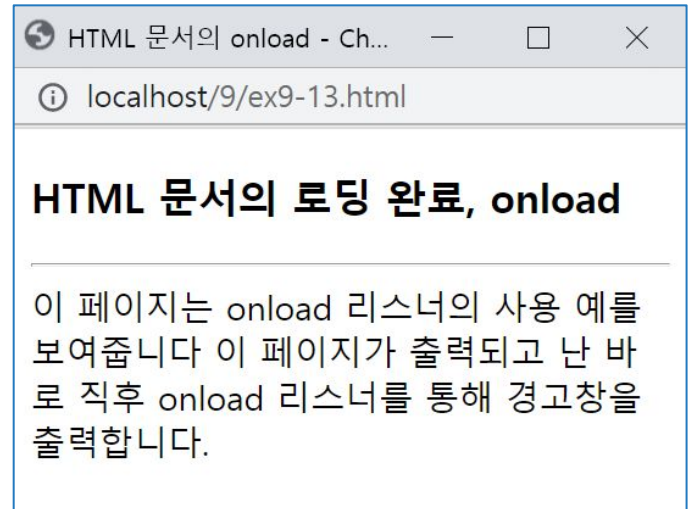 HTML 문서의 onload - Ch...
localhost/9/ex9-13.html
HTML 문서의 로딩 완료, onload
이 페이지는 onload 리스너의 사용 예를
보여줍니다 이 페이지가 출력되고 난 바
로 직후 onload 리스너를 통해 경고창을
출력합니다.